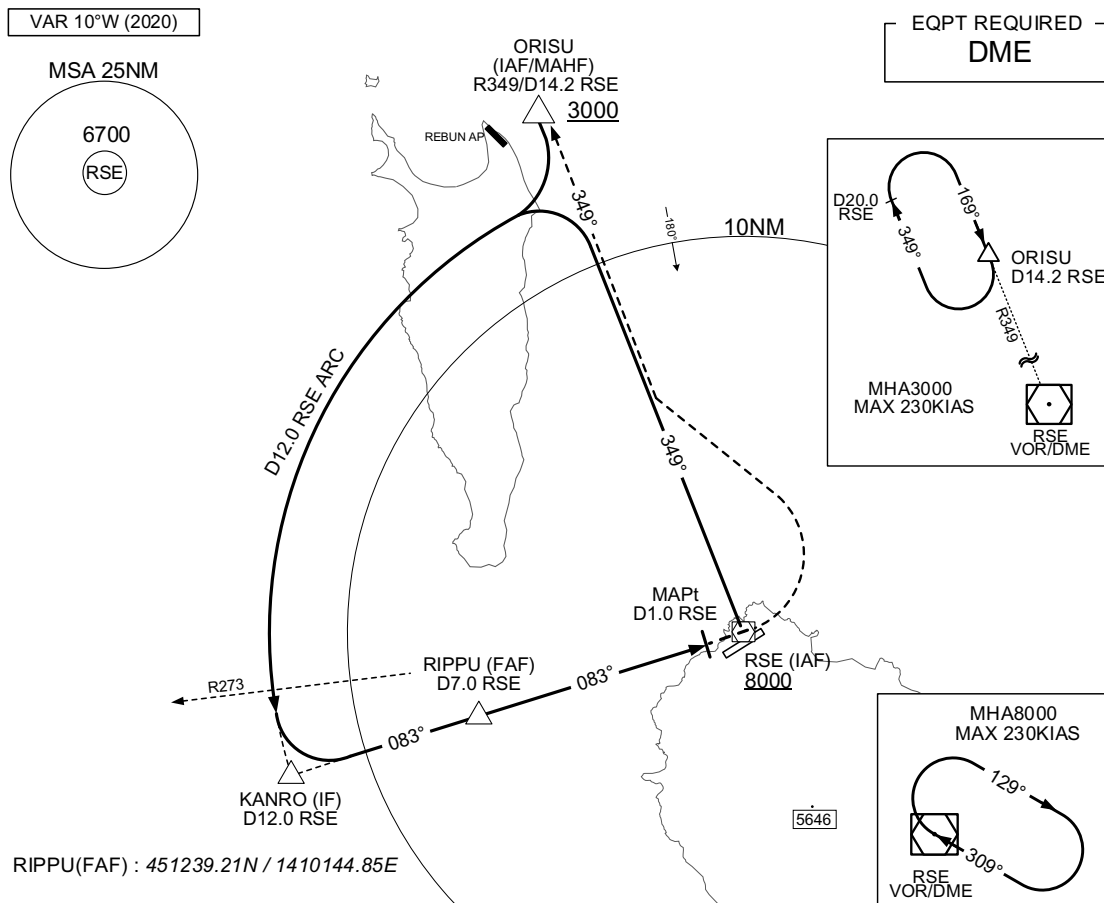 VAR 10°W (2020)
MSA 25NM
6700
RSE
ORISU
(IAF/MAHF)
R349/D14.2 RSE
3000
REBUN AP
EQPT REQUIRED
DME
349°
180°
10NM
D20.0
RSE
169°
349°
ORISU
D14.2 RSE
R349
MHA3000
MAX 230KIAS
RSE
VOR/DME
D12.0 RSE ARC
349°
MAPt
D1.0 RSE
RSE (IAF)
8000
RIPPU (FAF)
D7.0 RSE
R273
083°
083°
KANRO (IF)
D12.0 RSE
5646
MHA8000
MAX 230KIAS
129°
309°
RSE
VOR/DME
RIPPU(FAF) : 451239.21N / 1410144.85E